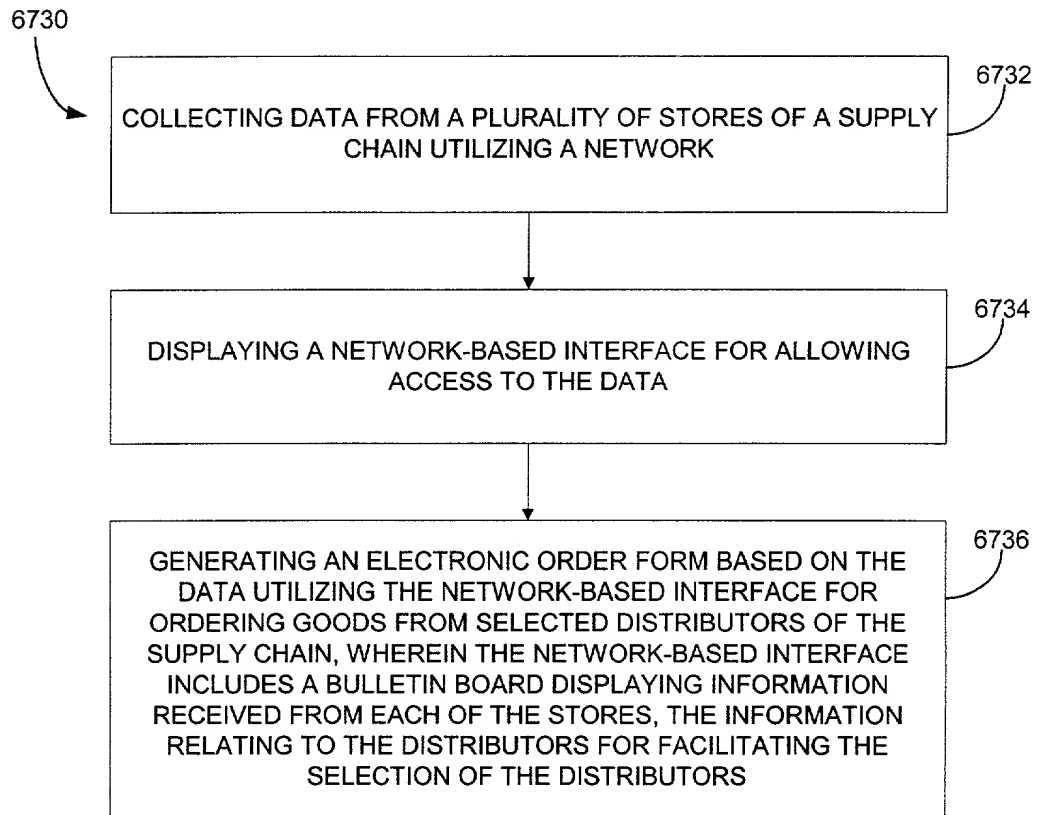 6730
6732
COLLECTING DATA FROM A PLURALITY OF STORES OF A SUPPLY
CHAIN UTILIZING A NETWORK
6734
DISPLAYING A NETWORK-BASED INTERFACE FOR ALLOWING
ACCESS TO THE DATA
6736
GENERATING AN ELECTRONIC ORDER FORM BASED ON THE
DATA UTILIZING THE NETWORK-BASED INTERFACE FOR
ORDERING GOODS FROM SELECTED DISTRIBUTORS OF THE
SUPPLY CHAIN, WHEREIN THE NETWORK-BASED INTERFACE
INCLUDES A BULLETIN BOARD DISPLAYING INFORMATION
RECEIVED FROM EACH OF THE STORES, THE INFORMATION
RELATING TO THE DISTRIBUTORS FOR FACILITATING THE
SELECTION OF THE DISTRIBUTORS